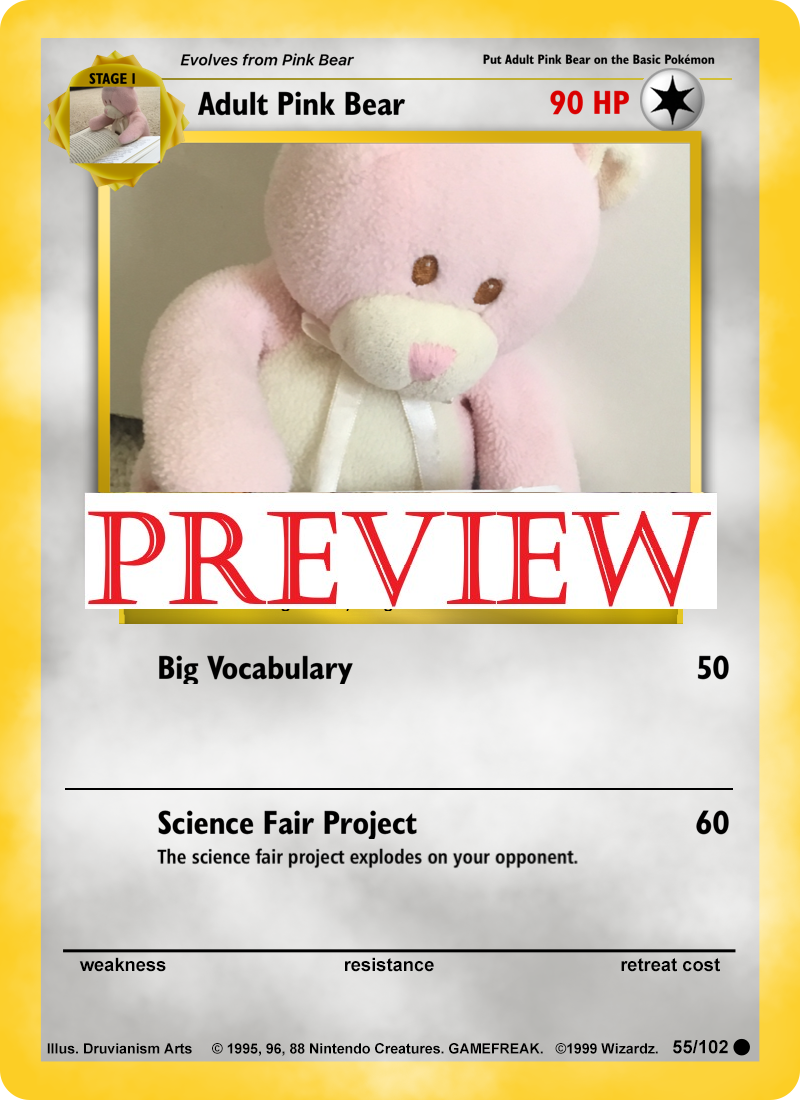 Evolves from Pink Bear
Put Adult Pink Bear on the Basic Pokémon
STAGE I
Adult Pink Bear
90 HP
PREVIEW
Big Vocabulary
50
Science Fair Project
60
The science fair project explodes on your opponent.
weakness
resistance
retreat cost
Illus. Druvianism Arts
© 1995, 96, 88 Nintendo Creatures. GAMEFREAK.
©1999 Wizardz.
55/102